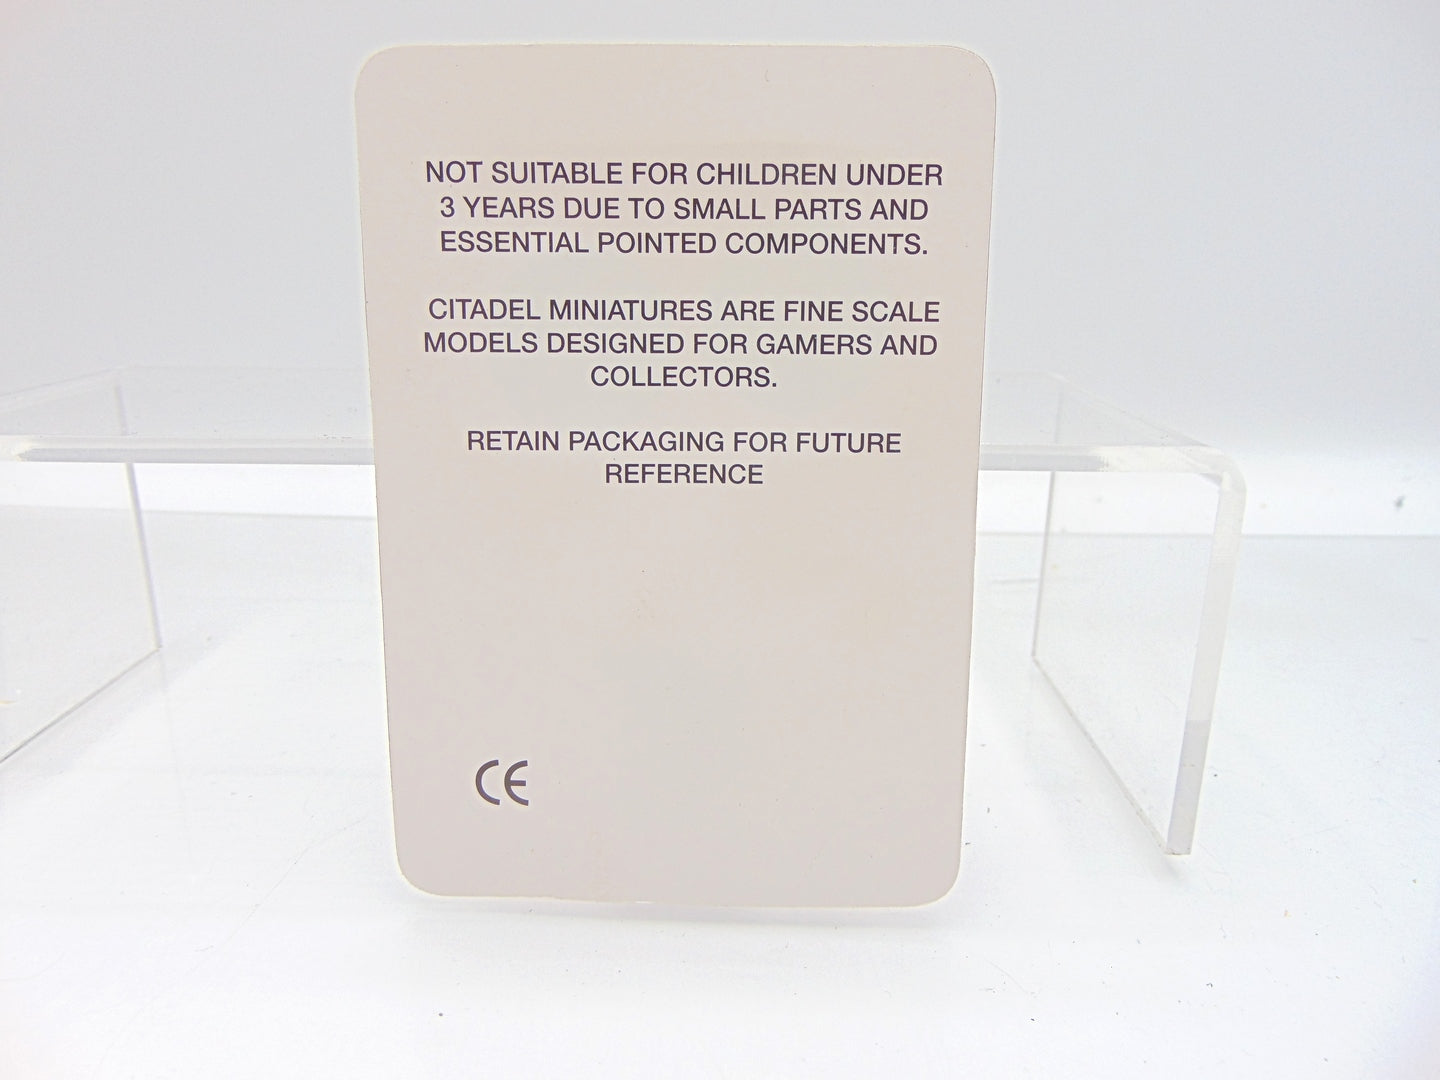 NOT SUITABLE FOR CHILDREN UNDER
3 YEARS DUE TO SMALL PARTS AND
ESSENTIAL POINTED COMPONENTS.
CITADEL MINIATURES ARE FINE SCALE
MODELS DESIGNED FOR GAMERS AND
COLLECTORS.
RETAIN PACKAGING FOR FUTURE
REFERENCE
CE